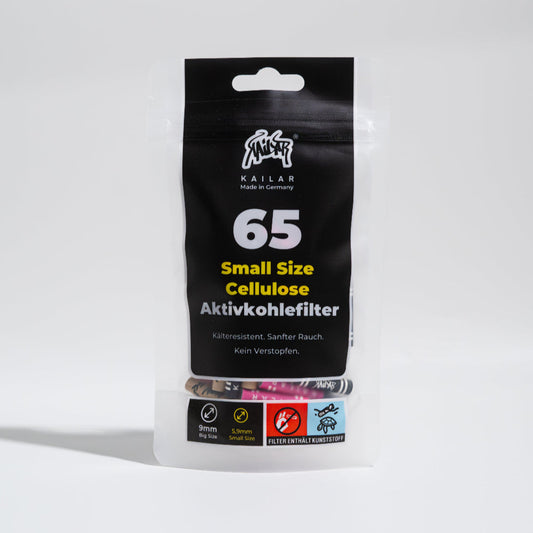 KAILAR
®
KAILAR
Made in Germany
65
Small Size
Cellulose
Aktivkohlefilter
Kälteresistent. Sanfter Rauch.
Kein Verstopfen.
9mm
Big Size
5,9mm
Small Size
FILTER ENTHÄLT KUNSTSTOFF